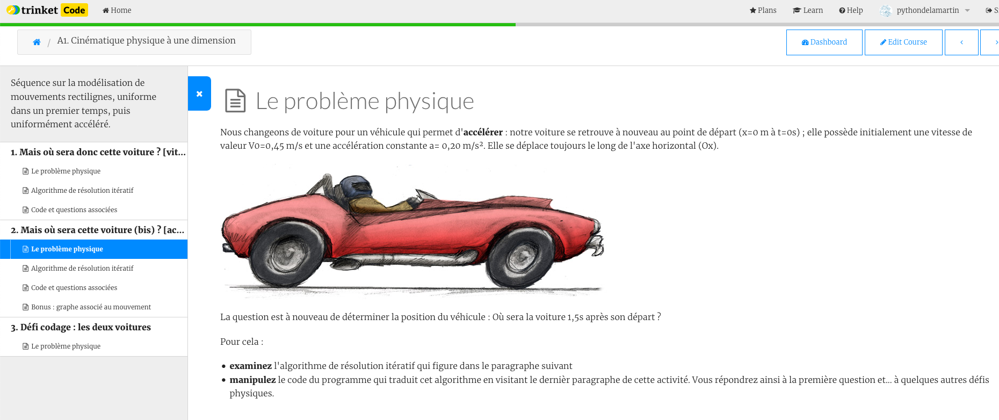 trinket Code Home Plans Learn Help pythondelamartin
/ A1. Cinématique physique à une dimension Dashboard Edit Course < >
Séquence sur la modélisation de
mouvements rectilignes, uniforme
dans un premier temps, puis
uniformément accéléré.
1. Mais où sera donc cette voiture ? [vit...
Le problème physique
Algorithme de résolution itératif
Code et questions associées
2. Mais où sera cette voiture (bis) ? [ac...
Le problème physique
Algorithme de résolution itératif
Code et questions associées
Bonus : graphe associé au mouvement
3. Défi codage : les deux voitures
Le problème physique
Le problème physique
Nous changeons de voiture pour un véhicule qui permet d'accélérer : notre voiture se retrouve à nouveau au point de départ (x=0 m à t=0s) ; elle possède initialement une vitesse de
valeur V0=0,45 m/s et une accélération constante a= 0,20 m/s². Elle se déplace toujours le long de l'axe horizontal (Ox).
La question est à nouveau de déterminer la position du véhicule : Où sera la voiture 1,5s après son départ ?
Pour cela :
• examinez l'algorithme de résolution itératif qui figure dans le paragraphe suivant
• manipulez le code du programme qui traduit cet algorithme en visitant le dernièr paragraphe de cette activité. Vous répondrez ainsi à la première question et... à quelques autres défis
physiques.